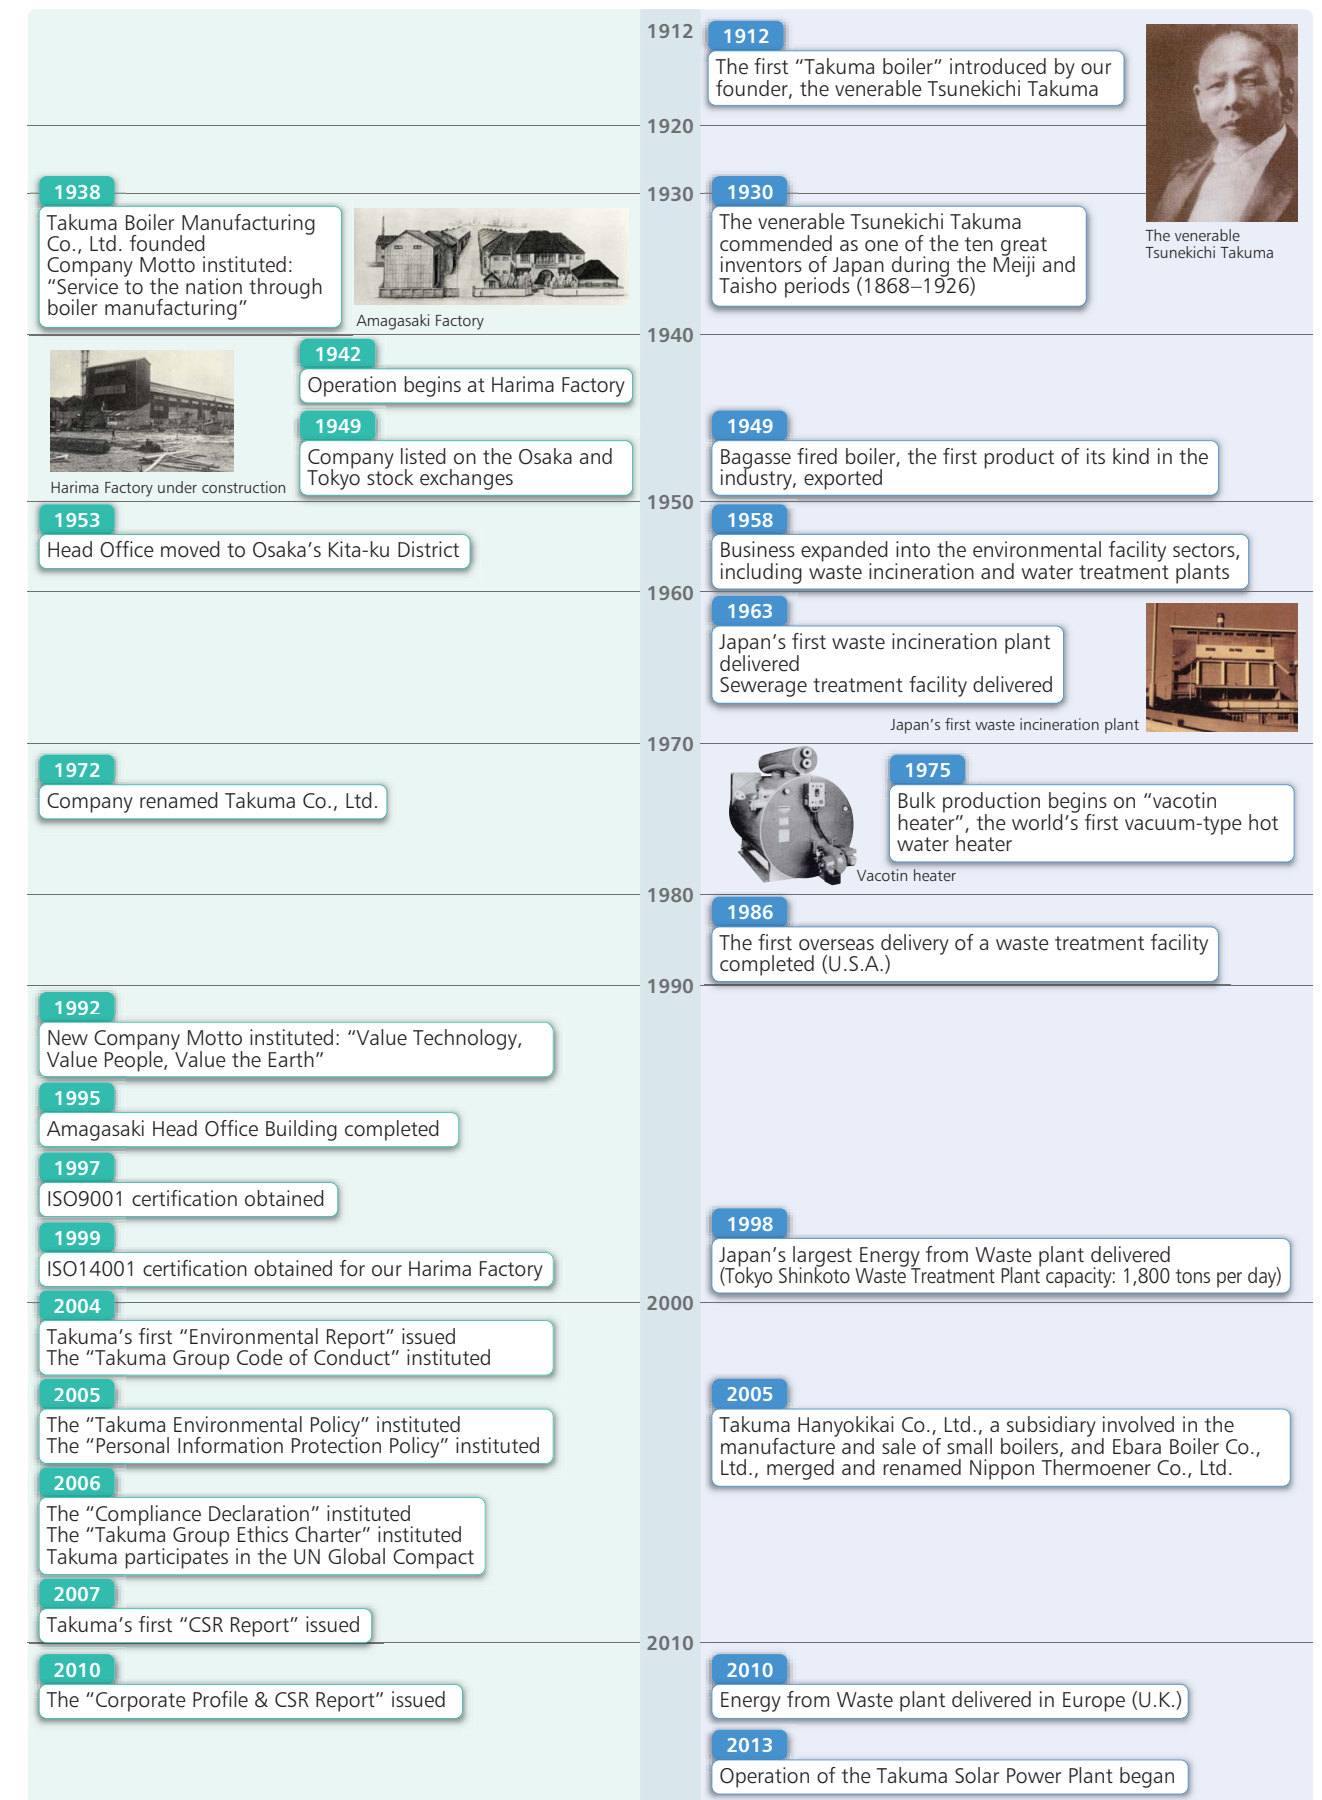 1912
1912
The first “Takuma boiler” introduced by our
founder, the venerable Tsunekichi Takuma
The venerable
Tsunekichi Takuma
1920
1930
1938
Takuma Boiler Manufacturing
Co., Ltd. founded
Company Motto instituted:
“Service to the nation through
boiler manufacturing”
Amagasaki Factory
1930
The venerable Tsunekichi Takuma
commended as one of the ten great
inventors of Japan during the Meiji and
Taisho periods (1868–1926)
1940
Harima Factory under construction
1942
Operation begins at Harima Factory
1949
Company listed on the Osaka and
Tokyo stock exchanges
1949
Bagasse fired boiler, the first product of its kind in the
industry, exported
1950
1953
Head Office moved to Osaka’s Kita-ku District
1958
Business expanded into the environmental facility sectors,
including waste incineration and water treatment plants
1960
1963
Japan’s first waste incineration plant
delivered
Sewerage treatment facility delivered
Japan’s first waste incineration plant
1970
1972
Company renamed Takuma Co., Ltd.
1975
Bulk production begins on “vacotin
heater”, the world’s first vacuum-type hot
water heater
Vacotin heater
1980
1986
The first overseas delivery of a waste treatment facility
completed (U.S.A.)
1990
1992
New Company Motto instituted: “Value Technology,
Value People, Value the Earth”
1995
Amagasaki Head Office Building completed
1997
ISO9001 certification obtained
1999
ISO14001 certification obtained for our Harima Factory
1998
Japan’s largest Energy from Waste plant delivered
(Tokyo Shinkoto Waste Treatment Plant capacity: 1,800 tons per day)
2000
2004
Takuma’s first “Environmental Report” issued
The “Takuma Group Code of Conduct” instituted
2005
The “Takuma Environmental Policy” instituted
The “Personal Information Protection Policy” instituted
2005
Takuma Hanyokikai Co., Ltd., a subsidiary involved in the
manufacture and sale of small boilers, and Ebara Boiler Co.,
Ltd., merged and renamed Nippon Thermoener Co., Ltd.
2006
The “Compliance Declaration” instituted
The “Takuma Group Ethics Charter” instituted
Takuma participates in the UN Global Compact
2007
Takuma’s first “CSR Report” issued
2010
2010
The “Corporate Profile & CSR Report” issued
2010
Energy from Waste plant delivered in Europe (U.K.)
2013
Operation of the Takuma Solar Power Plant began